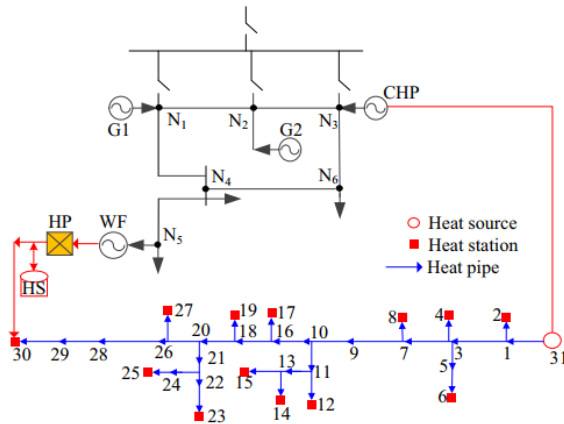 CHP
G1
N1
N2
G2
N3
N4
N6
HP
WF
N5
HS
Heat source
Heat station
Heat pipe
27 19 17 8 4 2
30 29 28 26 20 18 16 10 9 7 3 1 31
21 11 5
25 24 22 15 13 6
23 14 12